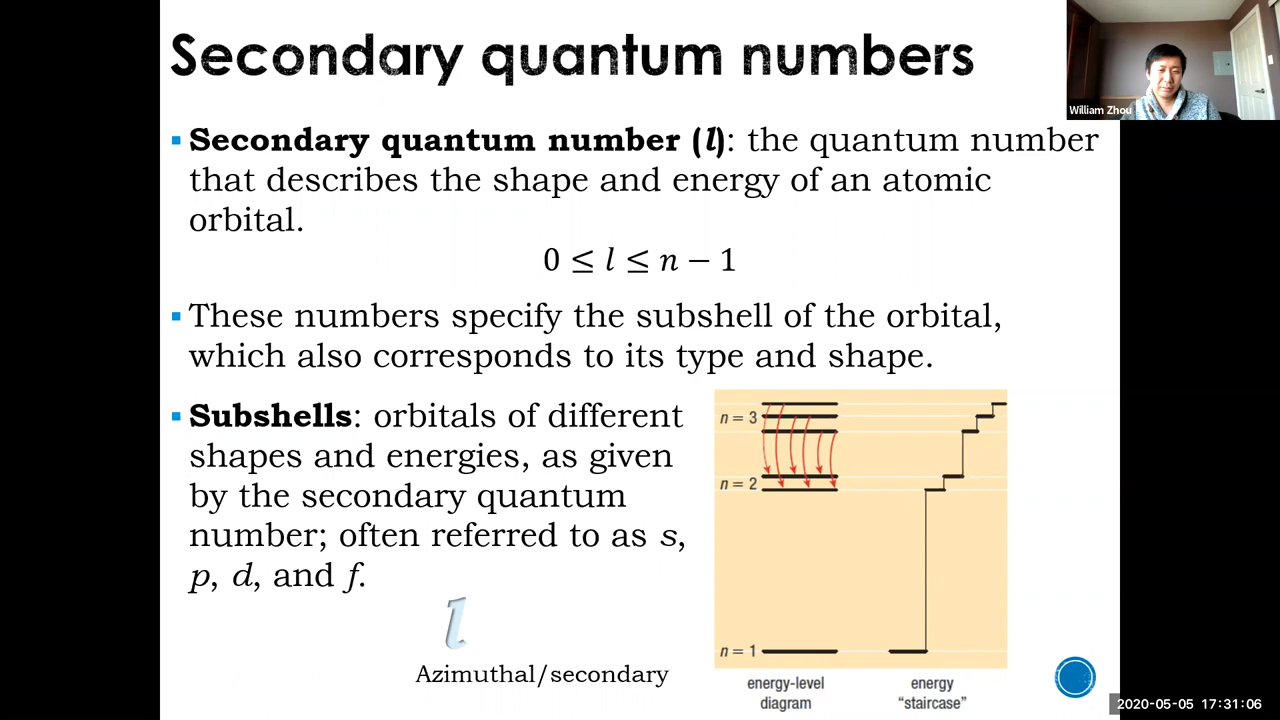 Secondary quantum numbers
William Zhou
▪ Secondary quantum number (l): the quantum number
that describes the shape and energy of an atomic
orbital.
0 ≤ l ≤ n − 1
▪ These numbers specify the subshell of the orbital,
which also corresponds to its type and shape.
▪ Subshells: orbitals of different
shapes and energies, as given
by the secondary quantum
number; often referred to as s,
p, d, and f.
l
Azimuthal/secondary
n = 3
n = 2
n = 1
energy-level
diagram
energy
“staircase”
2020-05-05 17:31:06